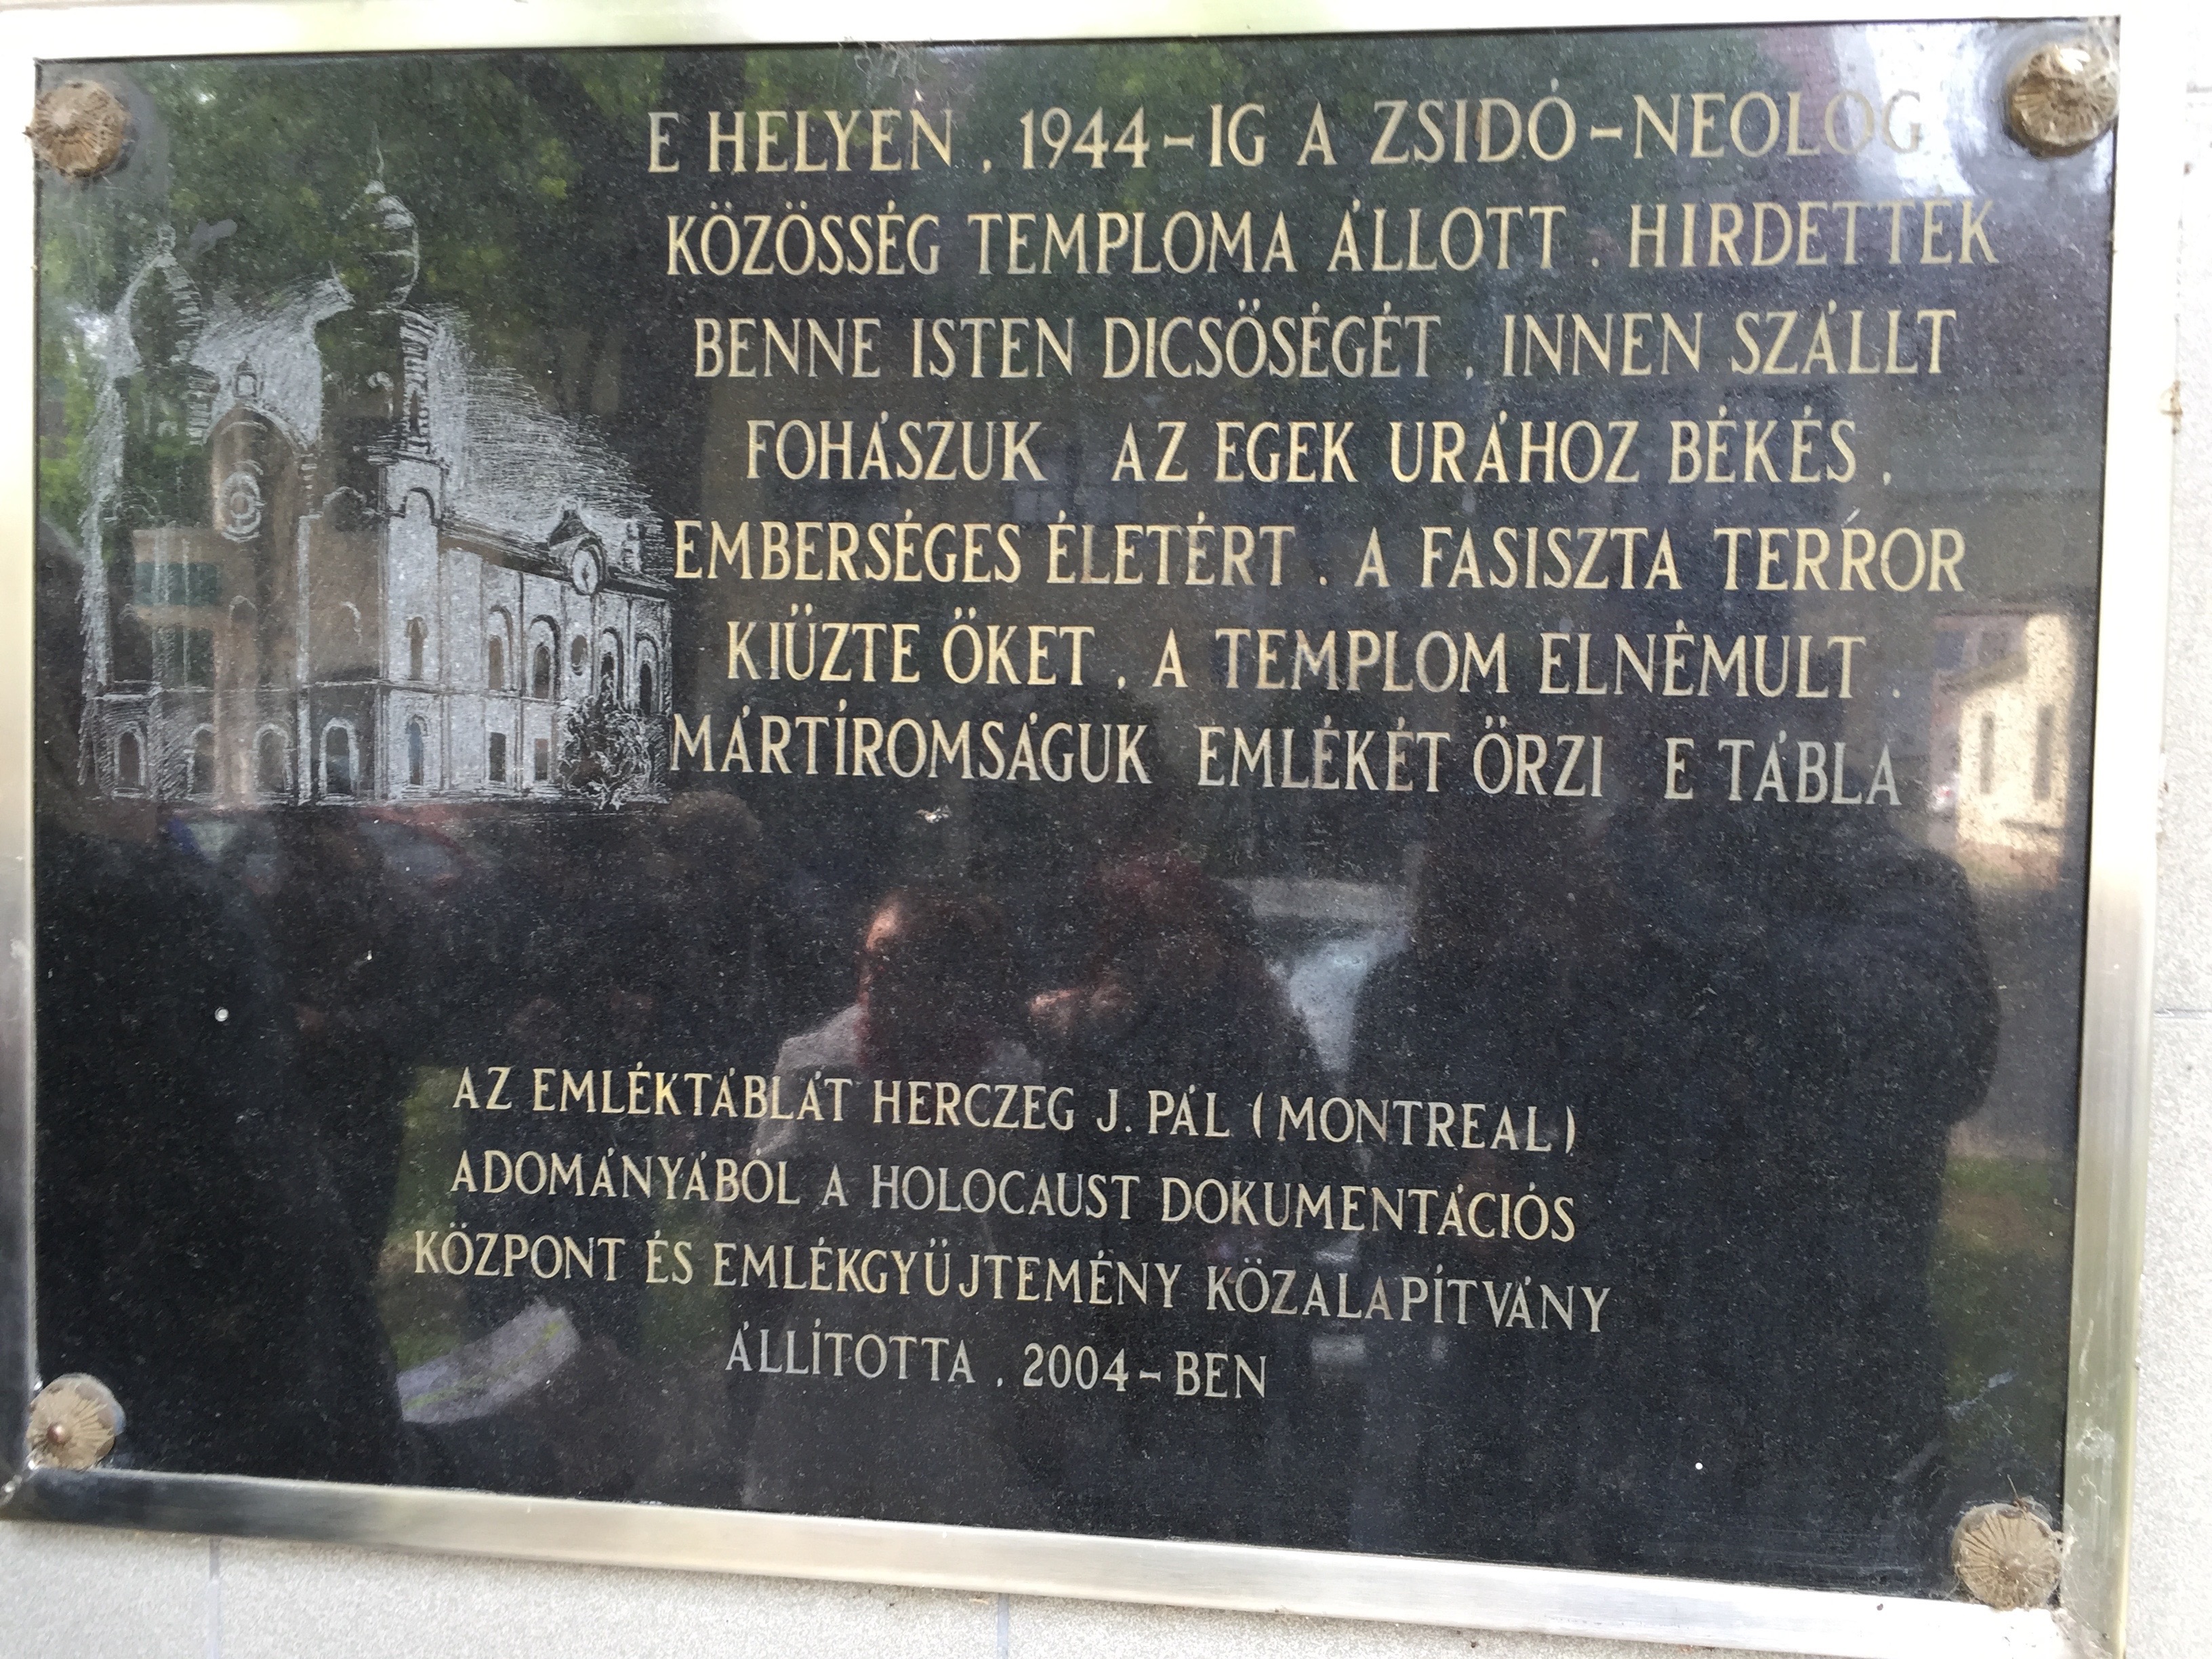 E HELYEN , 1944-IG A ZSIDÓ-NEOLOG
KÖZÖSSÉG TEMPLOMA ÁLLOTT . HIRDETTÉK
BENNE ISTEN DICSÖSÉGÉT , INNEN SZÁLLT
FOHÁSZUK AZ EGEK URÁHOZ BÉKÉS ,
EMBERSÉGES ÉLETÉRT . A FASISZTA TERROR
KIÜZTE ÖKET . A TEMPLOM ELNÉMULT .
MÁRTÍROMSÁGUK EMLÉKÉT ÖRZI E TÁBLA
AZ EMLÉKTÁBLÁT HERCZEG J. PÁL (MONTREAL)
ADOMÁNYÁBÓL A HOLOCAUST DOKUMENTÁCIÓS
KÖZPONT ÉS EMLÉKGYÜJTEMÉNY KÖZALAPÍTVÁNY
ÁLLÍTOTTA , 2004-BEN